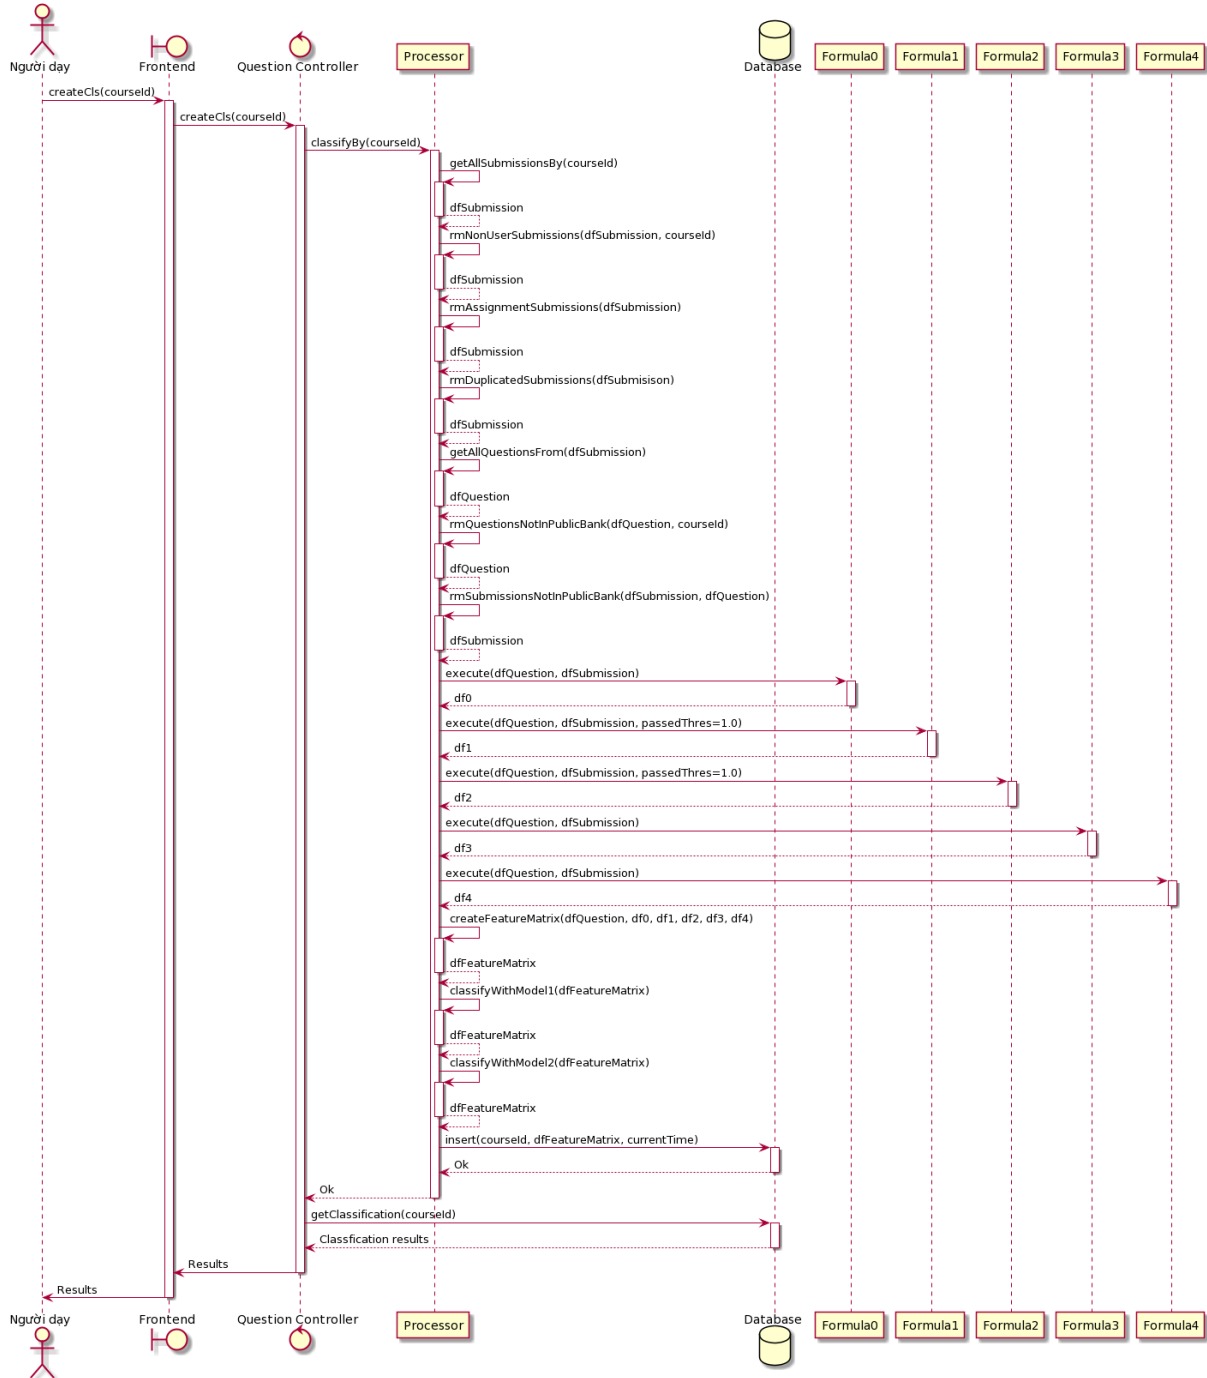 Người dạy
Frontend
Question Controller
Processor
Database
Formula0
Formula1
Formula2
Formula3
Formula4
createCls(courseId)
createCls(courseId)
classifyBy(courseId)
getAllSubmissionsBy(courseId)
dfSubmission
rmNonUserSubmissions(dfSubmission, courseId)
dfSubmission
rmAssignmentSubmissions(dfSubmission)
dfSubmission
rmDuplicatedSubmissions(dfSubmisison)
dfSubmission
getAllQuestionsFrom(dfSubmission)
dfQuestion
rmQuestionsNotInPublicBank(dfQuestion, courseId)
dfQuestion
rmSubmissionsNotInPublicBank(dfSubmission, dfQuestion)
dfSubmission
execute(dfQuestion, dfSubmission)
df0
execute(dfQuestion, dfSubmission, passedThres=1.0)
df1
execute(dfQuestion, dfSubmission, passedThres=1.0)
df2
execute(dfQuestion, dfSubmission)
df3
execute(dfQuestion, dfSubmission)
df4
createFeatureMatrix(dfQuestion, df0, df1, df2, df3, df4)
dfFeatureMatrix
classifyWithModel1(dfFeatureMatrix)
dfFeatureMatrix
classifyWithModel2(dfFeatureMatrix)
dfFeatureMatrix
insert(courseId, dfFeatureMatrix, currentTime)
Ok
Ok
getClassification(courseId)
Classfication results
Results
Results
Người dạy
Frontend
Question Controller
Processor
Database
Formula0
Formula1
Formula2
Formula3
Formula4